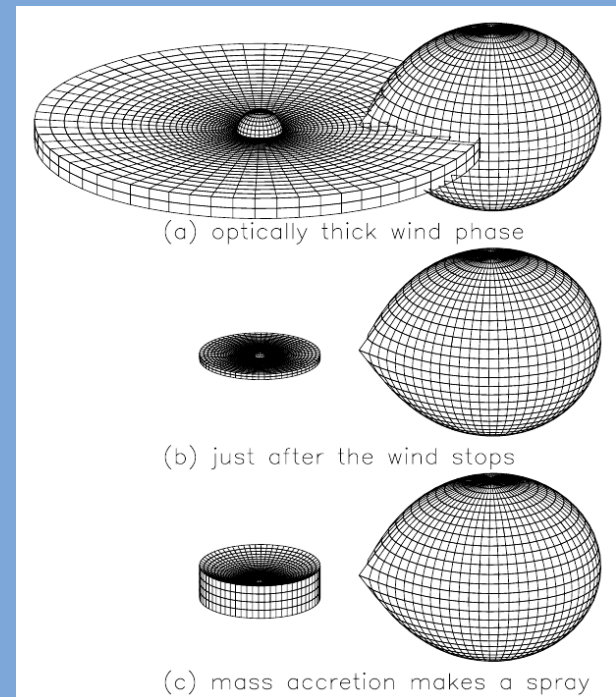 (a) optically thick wind phase
(b) just after the wind stops
(c) mass accretion makes a spray